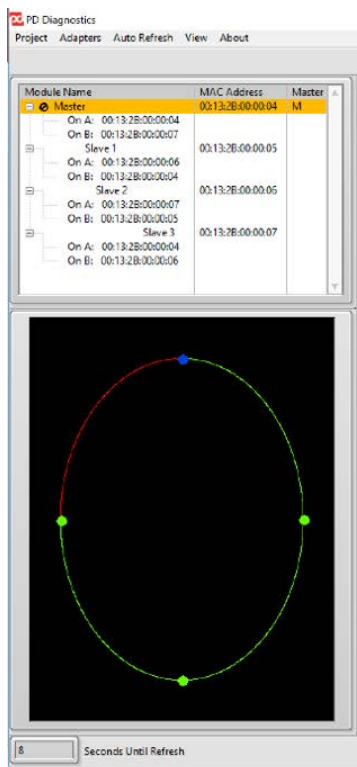 PD Diagnostics
Project Adapters Auto Refresh View About
Module Name MAC Address Master
Master 00:13:2B:00:00:04 M
On A: 00:13:2B:00:00:04
On B: 00:13:2B:00:00:07
Slave 1 00:13:2B:00:00:05
On A: 00:13:2B:00:00:06
On B: 00:13:2B:00:00:04
Slave 2 00:13:2B:00:00:06
On A: 00:13:2B:00:00:07
On B: 00:13:2B:00:00:05
Slave 3 00:13:2B:00:00:07
On A: 00:13:2B:00:00:04
On B: 00:13:2B:00:00:06
8 Seconds Until Refresh